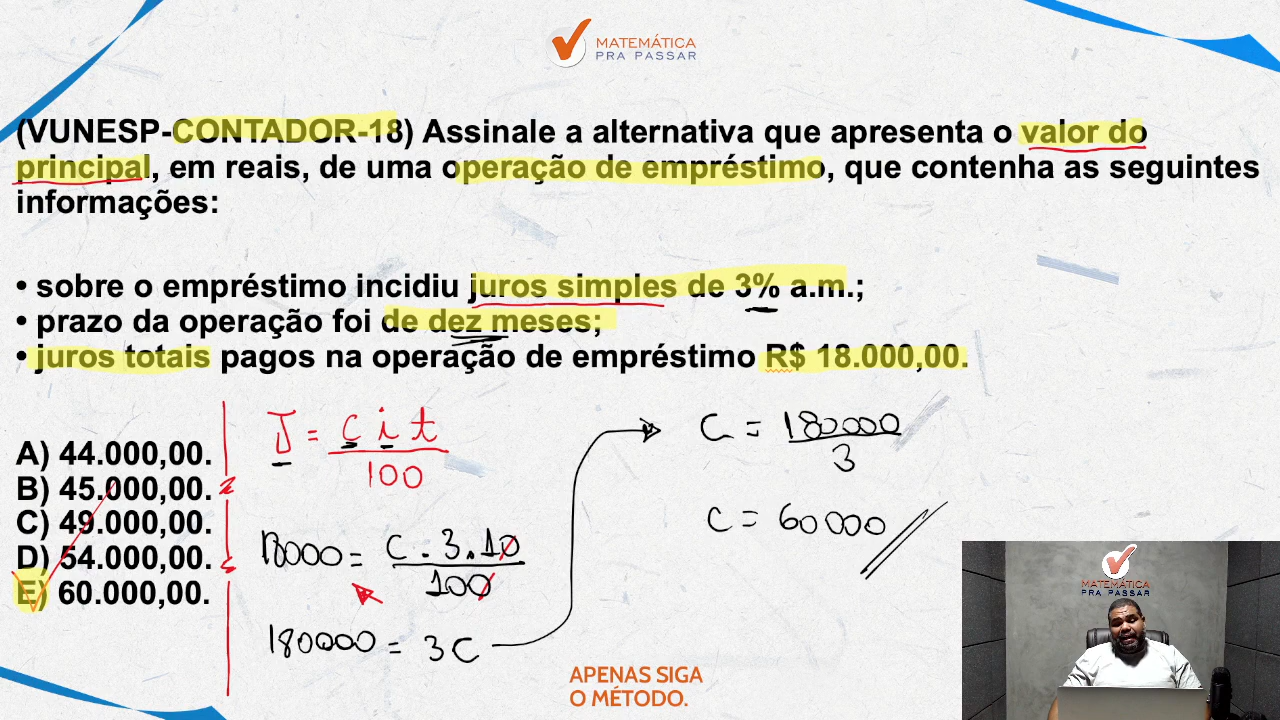 MATEMÁTICA
PRA PASSAR
(VUNESP-CONTADOR-18) Assinale a alternativa que apresenta o valor do
principal, em reais, de uma operação de empréstimo, que contenha as seguintes
informações:
• sobre o empréstimo incidiu juros simples de 3% a.m.;
• prazo da operação foi de dez meses;
• juros totais pagos na operação de empréstimo R$ 18.000,00.
A) 44.000,00.
B) 45.000,00.
C) 49.000,00.
D) 54.000,00.
E) 60.000,00.
J = c i t
100
18000 = C . 3 . 10
100
180000 = 3C
C = 180000
3
C = 60000
MATEMÁTICA
PRA PASSAR
APENAS SIGA
O MÉTODO.